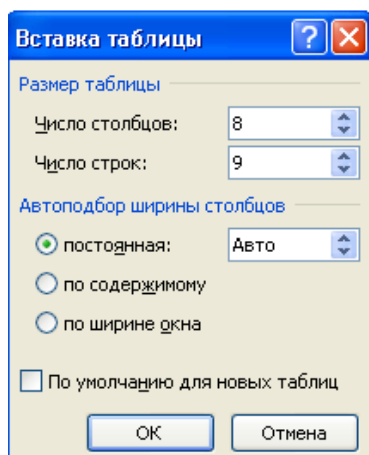 Вставка таблицы ?
Размер таблицы
Число столбцов: 8
Число строк: 9
Автоподбор ширины столбцов
постоянная: Авто
по содержимому
по ширине окна
По умолчанию для новых таблиц
ОК Отмена